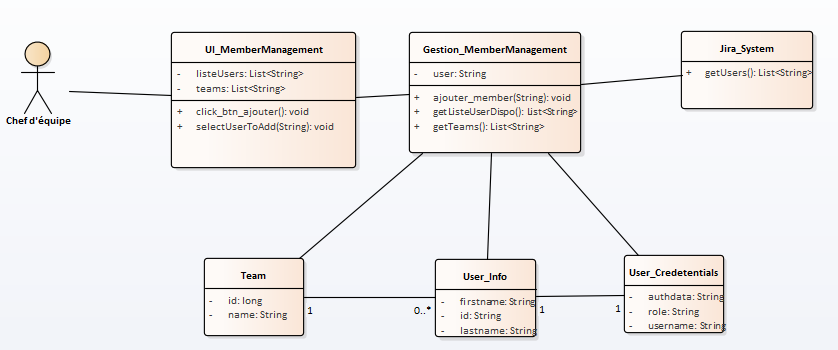 Chef d'équipe
UI_MemberManagement
- listeUsers: List<String>
- teams: List<String>
+ click_btn_ajouter(): void
+ selectUserToAdd(String): void
Gestion_MemberManagement
- user: String
+ ajouter_member(String): void
+ getListeUserDispo(): List<String>
+ getTeams(): List<String>
Jira_System
+ getUsers(): List<String>
Team
- id: long
- name: String
1
0..*
User_Info
- firstname: String
- id: String
- lastname: String
1
1
User_Credetentials
- authdata: String
- role: String
- username: String